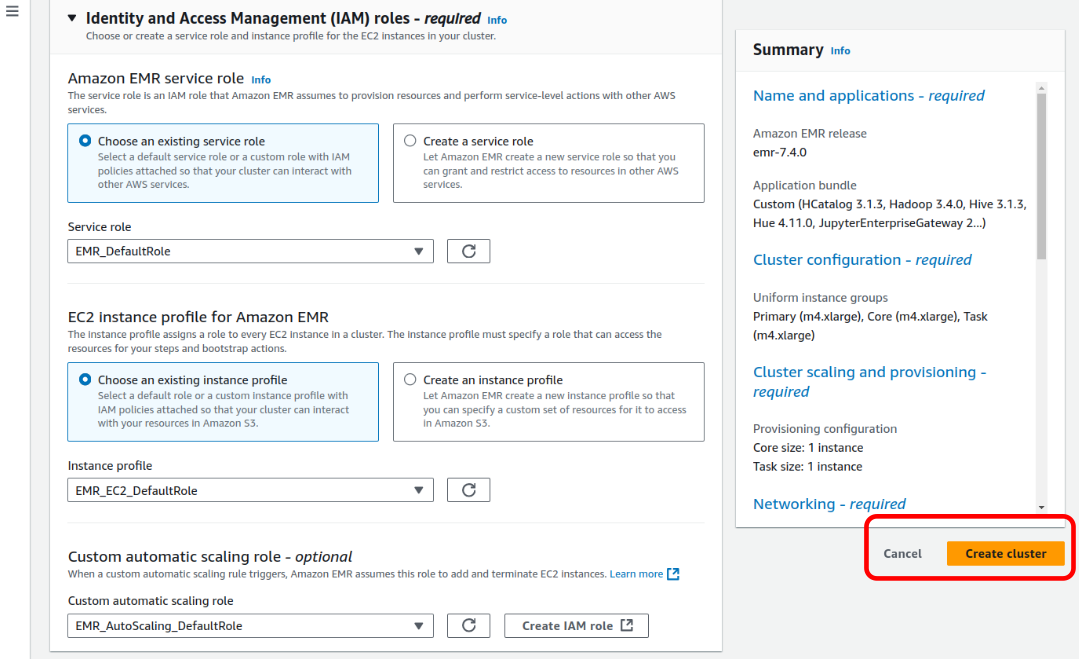 Identity and Access Management (IAM) roles - required Info
Choose or create a service role and instance profile for the EC2 instances in your cluster.
Amazon EMR service role Info
The service role is an IAM role that Amazon EMR assumes to provision resources and perform service-level actions with other AWS
services.
Choose an existing service role
Select a default service role or a custom role with IAM
policies attached so that your cluster can interact with
other AWS services.
Create a service role
Let Amazon EMR create a new service role so that you
can grant and restrict access to resources in other AWS
services.
Service role
EMR_DefaultRole
EC2 instance profile for Amazon EMR
The instance profile assigns a role to every EC2 instance in a cluster. The instance profile must specify a role that can access the
resources for your steps and bootstrap actions.
Choose an existing instance profile
Select a default role or a custom instance profile with
IAM policies attached so that your cluster can interact
with your resources in Amazon S3.
Create an instance profile
Let Amazon EMR create a new instance profile so that
you can specify a custom set of resources for it to access
in Amazon S3.
Instance profile
EMR_EC2_DefaultRole
Custom automatic scaling role - optional
When a custom automatic scaling rule triggers, Amazon EMR assumes this role to add and terminate EC2 instances. Learn more
Custom automatic scaling role
EMR_AutoScaling_DefaultRole
Create IAM role
Summary Info
Name and applications - required
Amazon EMR release
emr-7.4.0
Application bundle
Custom (HCatalog 3.1.3, Hadoop 3.4.0, Hive 3.1.3,
Hue 4.11.0, JupyterEnterpriseGateway 2...)
Cluster configuration - required
Uniform instance groups
Primary (m4.xlarge), Core (m4.xlarge), Task
(m4.xlarge)
Cluster scaling and provisioning -
required
Provisioning configuration
Core size: 1 instance
Task size: 1 instance
Networking - required
Cancel
Create cluster